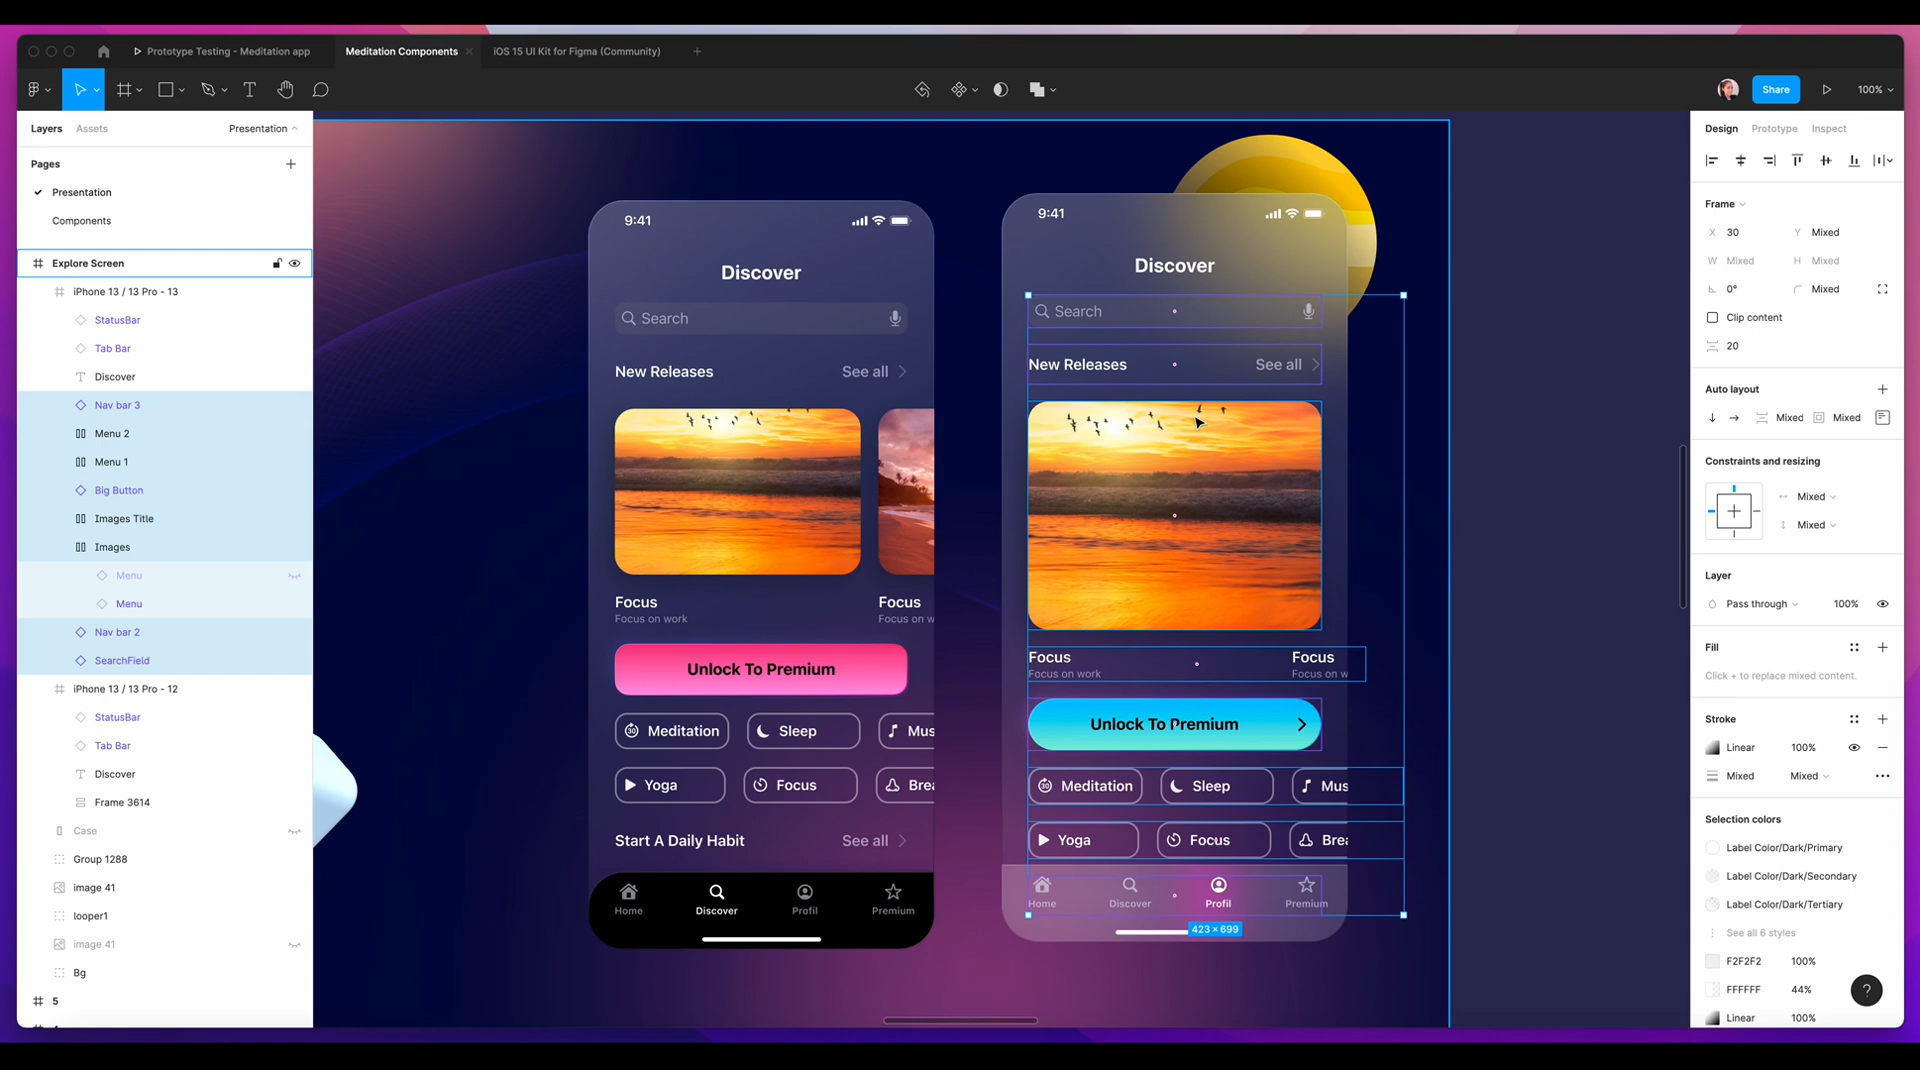 Prototype Testing - Meditation app
Meditation Components
iOS 15 UI Kit for Figma (Community)
Share
100%
Layers
Assets
Presentation
Pages
Presentation
Components
Explore Screen
iPhone 13 / 13 Pro - 13
StatusBar
Tab Bar
Discover
Nav bar 3
Menu 2
Menu 1
Big Button
Images Title
Images
Menu
Menu
Nav bar 2
SearchField
iPhone 13 / 13 Pro - 12
StatusBar
Tab Bar
Discover
Frame 3614
Case
Group 1288
image 41
looper1
image 41
Bg
5
9:41
Discover
Search
New Releases
See all
Focus
Focus on work
Focus
Focus on w
Unlock To Premium
30 Meditation
Sleep
Mus
Yoga
Focus
Brea
Start A Daily Habit
See all
Home
Discover
Profil
Premium
9:41
Discover
Search
New Releases
See all
Focus
Focus on work
Focus
Focus on w
Unlock To Premium
30 Meditation
Sleep
Mus
Yoga
Focus
Brea
Home
Discover
Profil
Premium
423 × 699
Design
Prototype
Inspect
Frame
X 30
Y Mixed
W Mixed
H Mixed
0°
Mixed
Clip content
20
Auto layout
Mixed
Mixed
Constraints and resizing
Mixed
Mixed
Layer
Pass through
100%
Fill
Click + to replace mixed content.
Stroke
Linear
100%
Mixed
Mixed
Selection colors
Label Color/Dark/Primary
Label Color/Dark/Secondary
Label Color/Dark/Tertiary
See all 6 styles
F2F2F2
100%
FFFFFF
44%
Linear
100%
?